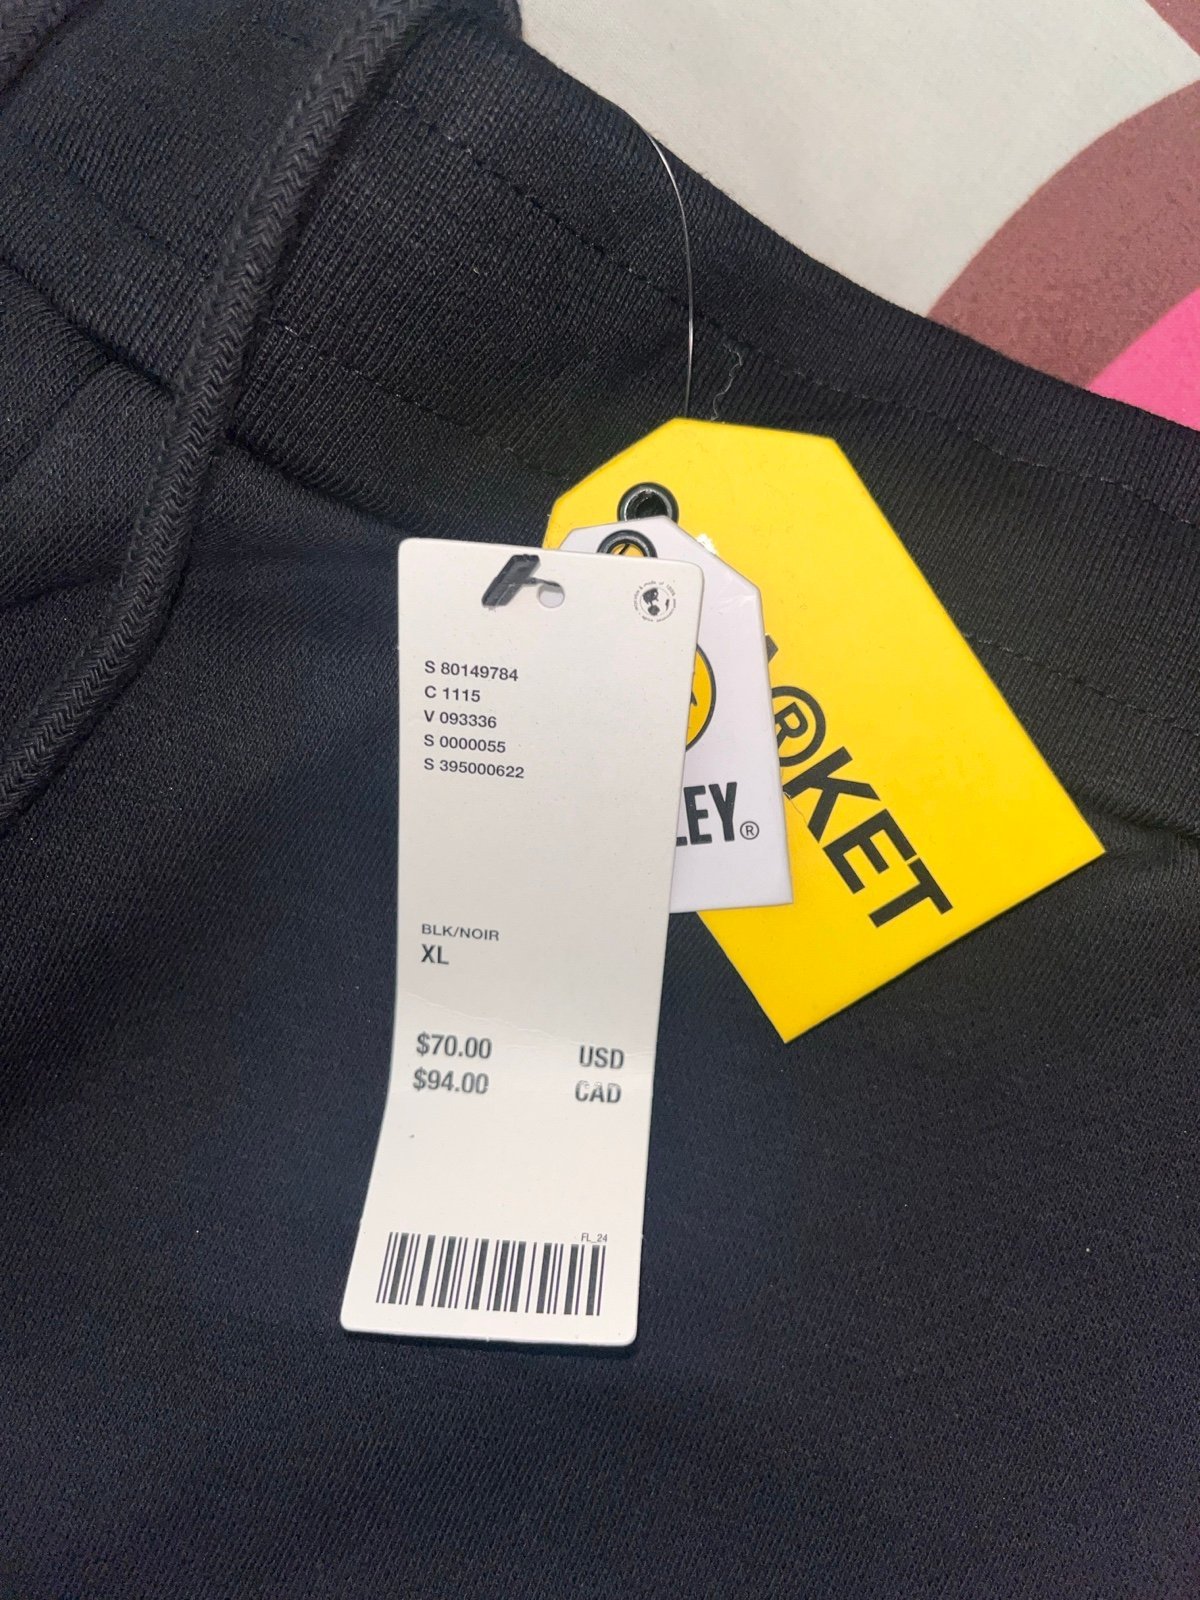 S 80149784
C 1115
V 093336
S 0000055
S 395000622
BLK/NOIR
XL
$70.00 USD
$94.00 CAD
FL_24
LEY®
®KET